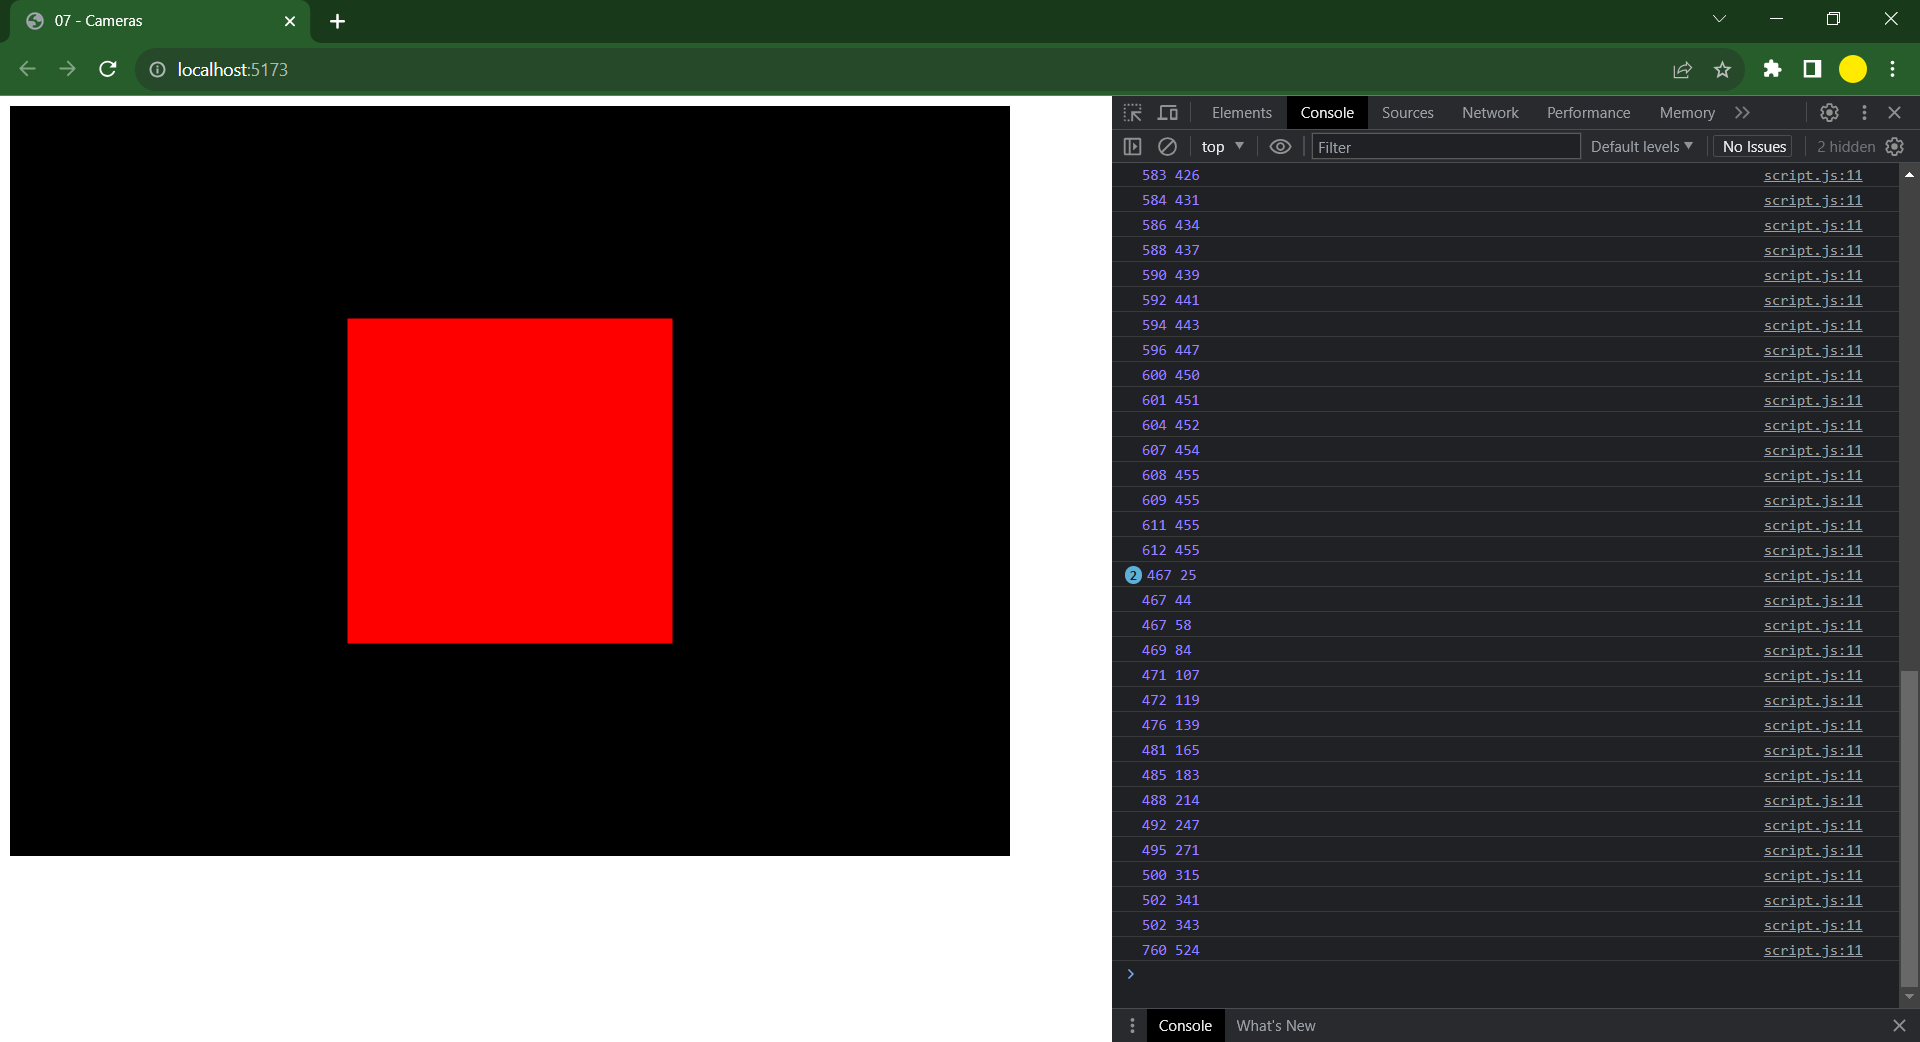 07 - Cameras
localhost:5173
Elements Console Sources Network Performance Memory
top Filter Default levels No Issues 2 hidden
583 426 script.js:11
584 431 script.js:11
586 434 script.js:11
588 437 script.js:11
590 439 script.js:11
592 441 script.js:11
594 443 script.js:11
596 447 script.js:11
600 450 script.js:11
601 451 script.js:11
604 452 script.js:11
607 454 script.js:11
608 455 script.js:11
609 455 script.js:11
611 455 script.js:11
612 455 script.js:11
2 467 25 script.js:11
467 44 script.js:11
467 58 script.js:11
469 84 script.js:11
471 107 script.js:11
472 119 script.js:11
476 139 script.js:11
481 165 script.js:11
485 183 script.js:11
488 214 script.js:11
492 247 script.js:11
495 271 script.js:11
500 315 script.js:11
502 341 script.js:11
502 343 script.js:11
760 524 script.js:11
Console What's New